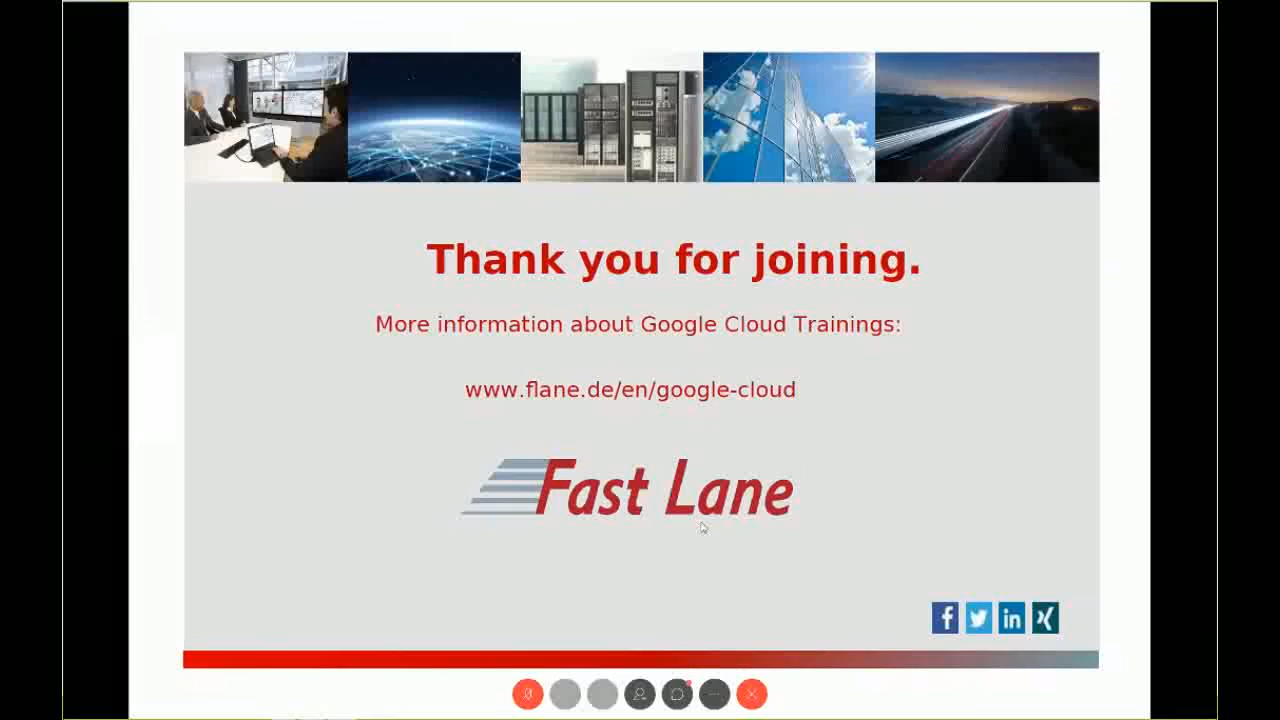 Thank you for joining.
More information about Google Cloud Trainings:
www.flane.de/en/google-cloud
Fast Lane